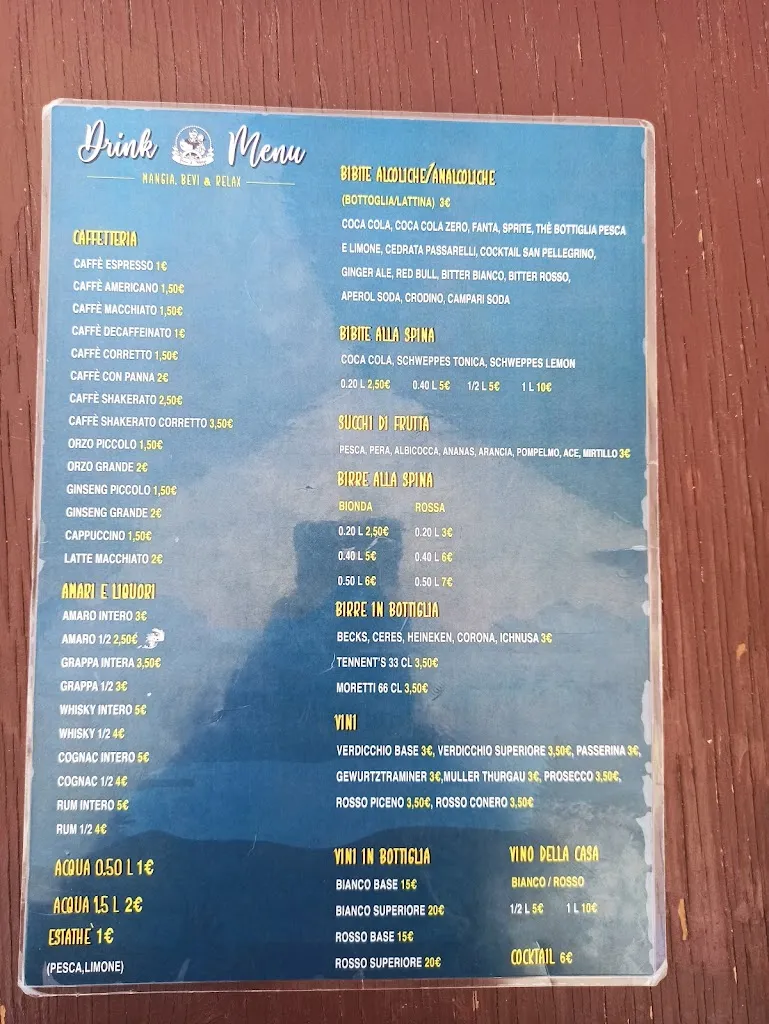 Drink Menu
MANGIA, BEVI & RELAX
CAFFETTERIA
CAFFÈ ESPRESSO 1€
CAFFÈ AMERICANO 1,50€
CAFFÈ MACCHIATO 1,50€
CAFFÈ DECAFFEINATO 1€
CAFFÈ CORRETTO 1,50€
CAFFÈ CON PANNA 2€
CAFFÈ SHAKERATO 2,50€
CAFFÈ SHAKERATO CORRETTO 3,50€
ORZO PICCOLO 1,50€
ORZO GRANDE 2€
GINSENG PICCOLO 1,50€
GINSENG GRANDE 2€
CAPPUCCINO 1,50€
LATTE MACCHIATO 2€
AMARI E LIQUORI
AMARO INTERO 3€
AMARO 1/2 2,50€
GRAPPA INTERA 3,50€
GRAPPA 1/2 3€
WHISKY INTERO 5€
WHISKY 1/2 4€
COGNAC INTERO 5€
COGNAC 1/2 4€
RUM INTERO 5€
RUM 1/2 4€
ACQUA 0.50 L 1€
ACQUA 1.5 L 2€
ESTATHE` 1€
(PESCA,LIMONE)
BIBITE ALCOLICHE/ANALCOLICHE
(BOTTOGLIA/LATTINA) 3€
COCA COLA, COCA COLA ZERO, FANTA, SPRITE, THÈ BOTTIGLIA PESCA
E LIMONE, CEDRATA PASSARELLI, COCKTAIL SAN PELLEGRINO,
GINGER ALE, RED BULL, BITTER BIANCO, BITTER ROSSO,
APEROL SODA, CRODINO, CAMPARI SODA
BIBITE ALLA SPINA
COCA COLA, SCHWEPPES TONICA, SCHWEPPES LEMON
0.20 L 2,50€ 0.40 L 5€ 1/2 L 5€ 1 L 10€
SUCCHI DI FRUTTA
PESCA, PERA, ALBICOCCA, ANANAS, ARANCIA, POMPELMO, ACE, MIRTILLO 3€
BIRRE ALLA SPINA
BIONDA ROSSA
0.20 L 2,50€ 0.20 L 3€
0.40 L 5€ 0.40 L 6€
0.50 L 6€ 0.50 L 7€
BIRRE IN BOTTIGLIA
BECKS, CERES, HEINEKEN, CORONA, ICHNUSA 3€
TENNENT'S 33 CL 3,50€
MORETTI 66 CL 3,50€
VINI
VERDICCHIO BASE 3€, VERDICCHIO SUPERIORE 3,50€, PASSERINA 3€,
GEWURTZTRAMINER 3€,MULLER THURGAU 3€, PROSECCO 3,50€,
ROSSO PICENO 3,50€, ROSSO CONERO 3,50€
VINI IN BOTTIGLIA
BIANCO BASE 15€
BIANCO SUPERIORE 20€
ROSSO BASE 15€
ROSSO SUPERIORE 20€
VINO DELLA CASA
BIANCO / ROSSO
1/2 L 5€ 1 L 10€
COCKTAIL 6€